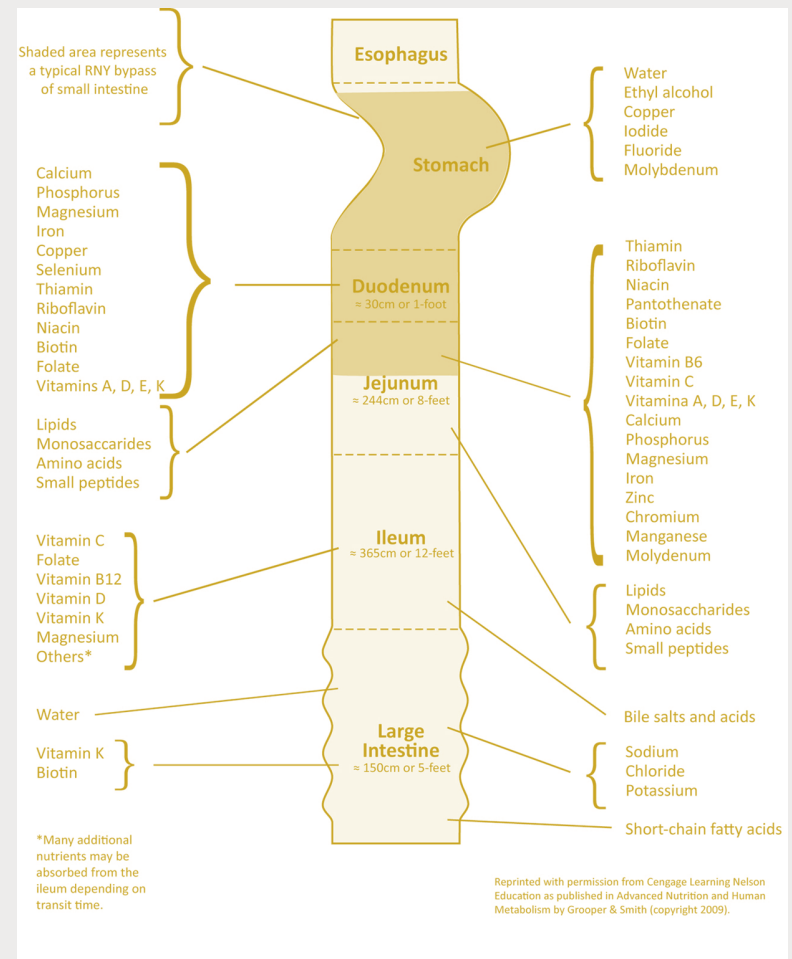 Esophagus
Shaded area represents
a typical RNY bypass
of small intestine
Water
Ethyl alcohol
Copper
Iodide
Fluoride
Molybdenum
Stomach
Calcium
Phosphorus
Magnesium
Iron
Copper
Selenium
Thiamin
Riboflavin
Niacin
Biotin
Folate
Vitamins A, D, E, K
Duodenum
≈ 30cm or 1-foot
Thiamin
Riboflavin
Niacin
Pantothenate
Biotin
Folate
Vitamin B6
Vitamin C
Vitamina A, D, E, K
Calcium
Phosphorus
Magnesium
Iron
Zinc
Chromium
Manganese
Molydenum
Jejunum
≈ 244cm or 8-feet
Lipids
Monosaccarides
Amino acids
Small peptides
Ileum
≈ 365cm or 12-feet
Vitamin C
Folate
Vitamin B12
Vitamin D
Vitamin K
Magnesium
Others*
Lipids
Monosaccharides
Amino acids
Small peptides
Water
Bile salts and acids
Large
Intestine
≈ 150cm or 5-feet
Vitamin K
Biotin
Sodium
Chloride
Potassium
Short-chain fatty acids
*Many additional
nutrients may be
absorbed from the
ileum depending on
transit time.
Reprinted with permission from Cengage Learning Nelson
Education as published in Advanced Nutrition and Human
Metabolism by Grooper & Smith (copyright 2009).